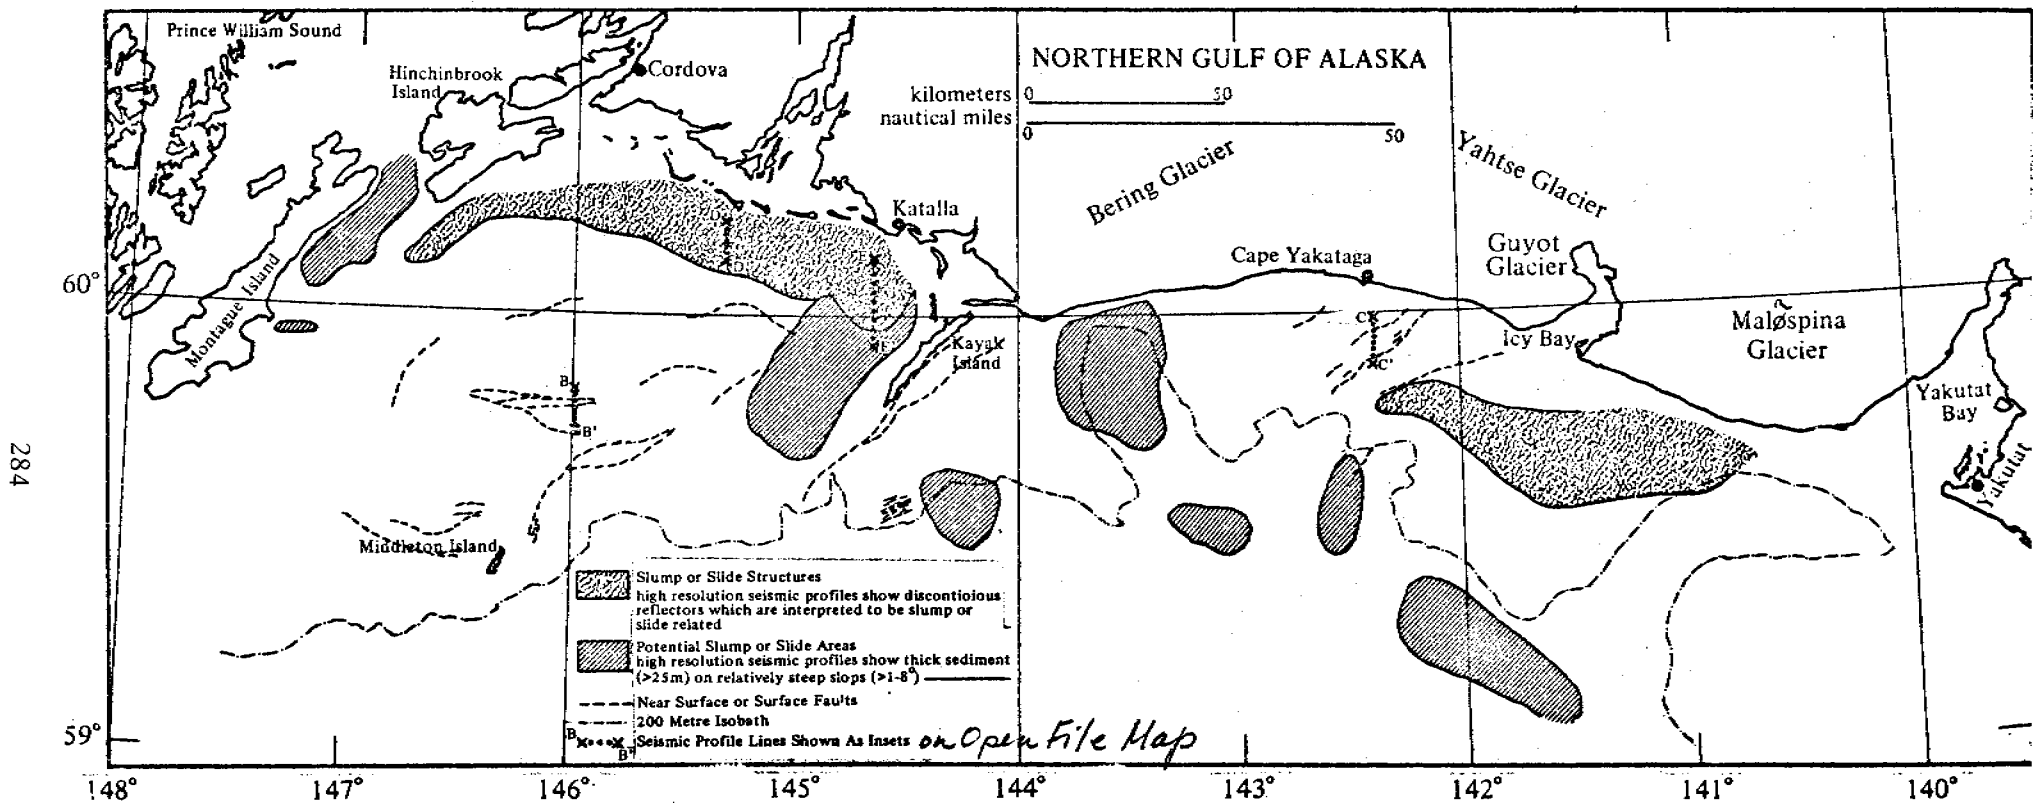 Prince William Sound
Hinchinbrook
Island
Cordova
NORTHERN GULF OF ALASKA
kilometers 0 50
nautical miles
0 50
Bering Glacier
Yahtse Glacier
Katalla
Cape Yakataga
Guyot
Glacier
60°
Montague Island
D
D'
E
E'
Kayak
Island
C
C'
Icy Bay
Malaspina
Glacier
Yakutat
Bay
Yakutat
B
B'
284
Middleton Island
Slump or Slide Structures
high resolution seismic profiles show discontioious
reflectors which are interpreted to be slump or
slide related
Potential Slump or Slide Areas
high resolution seismic profiles show thick sediment
(>25m) on relatively steep slops (>1-8°)
Near Surface or Surface Faults
200 Metre Isobath
B B' Seismic Profile Lines Shown As Insets on Open File Map
59°
148° 147° 146° 145° 144° 143° 142° 141° 140°